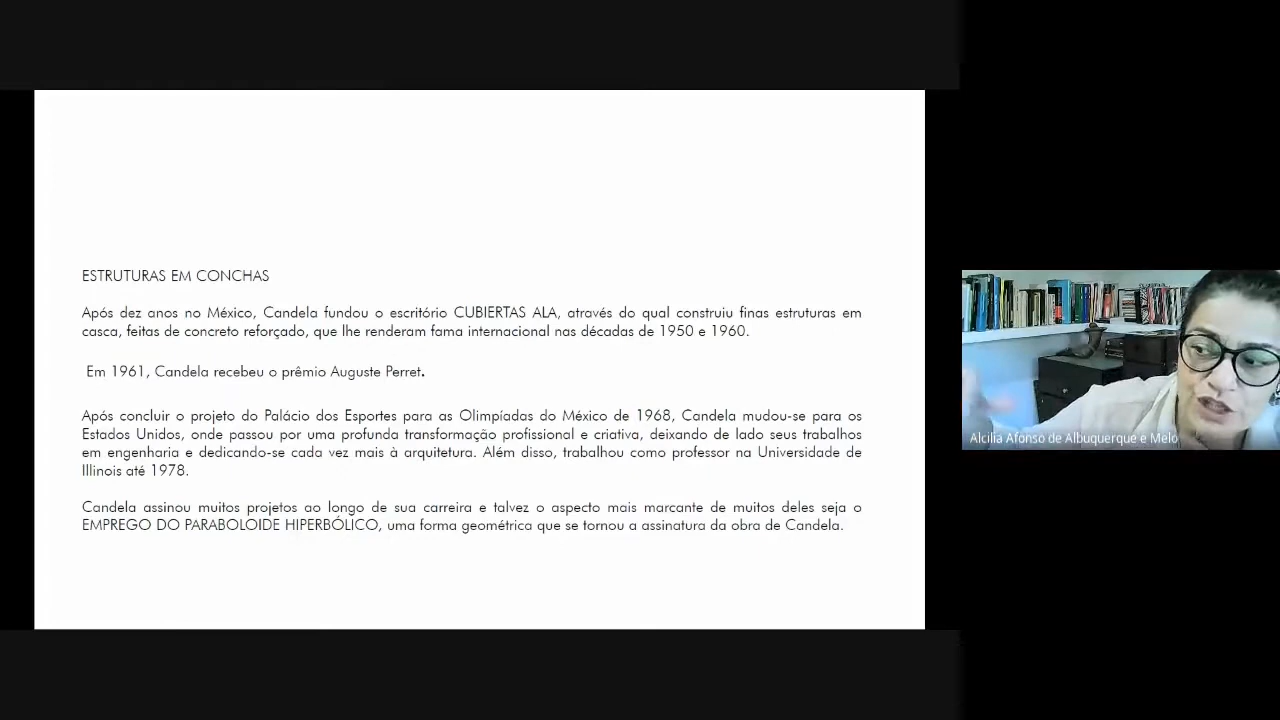 ESTRUTURAS EM CONCHAS
Após dez anos no México, Candela fundou o escritório CUBIERTAS ALA, através do qual construiu finas estruturas em
casca, feitas de concreto reforçado, que lhe renderam fama internacional nas décadas de 1950 e 1960.
Em 1961, Candela recebeu o prêmio Auguste Perret.
Após concluir o projeto do Palácio dos Esportes para as Olimpíadas do México de 1968, Candela mudou-se para os
Estados Unidos, onde passou por uma profunda transformação profissional e criativa, deixando de lado seus trabalhos
em engenharia e dedicando-se cada vez mais à arquitetura. Além disso, trabalhou como professor na Universidade de
Illinois até 1978.
Candela assinou muitos projetos ao longo de sua carreira e talvez o aspecto mais marcante de muitos deles seja o
EMPREGO DO PARABOLOIDE HIPERBÓLICO, uma forma geométrica que se tornou a assinatura da obra de Candela.
Alcilia Afonso de Albuquerque e Melo